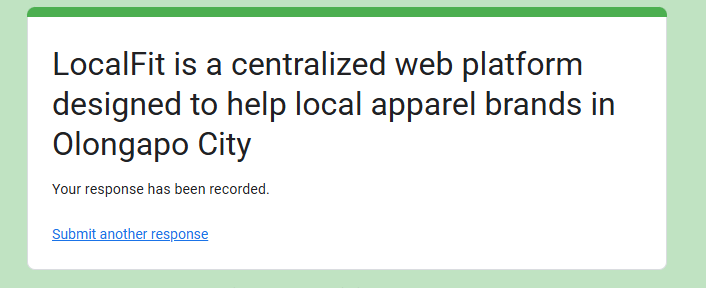 LocalFit is a centralized web platform
designed to help local apparel brands in
Olongapo City
Your response has been recorded.
Submit another response